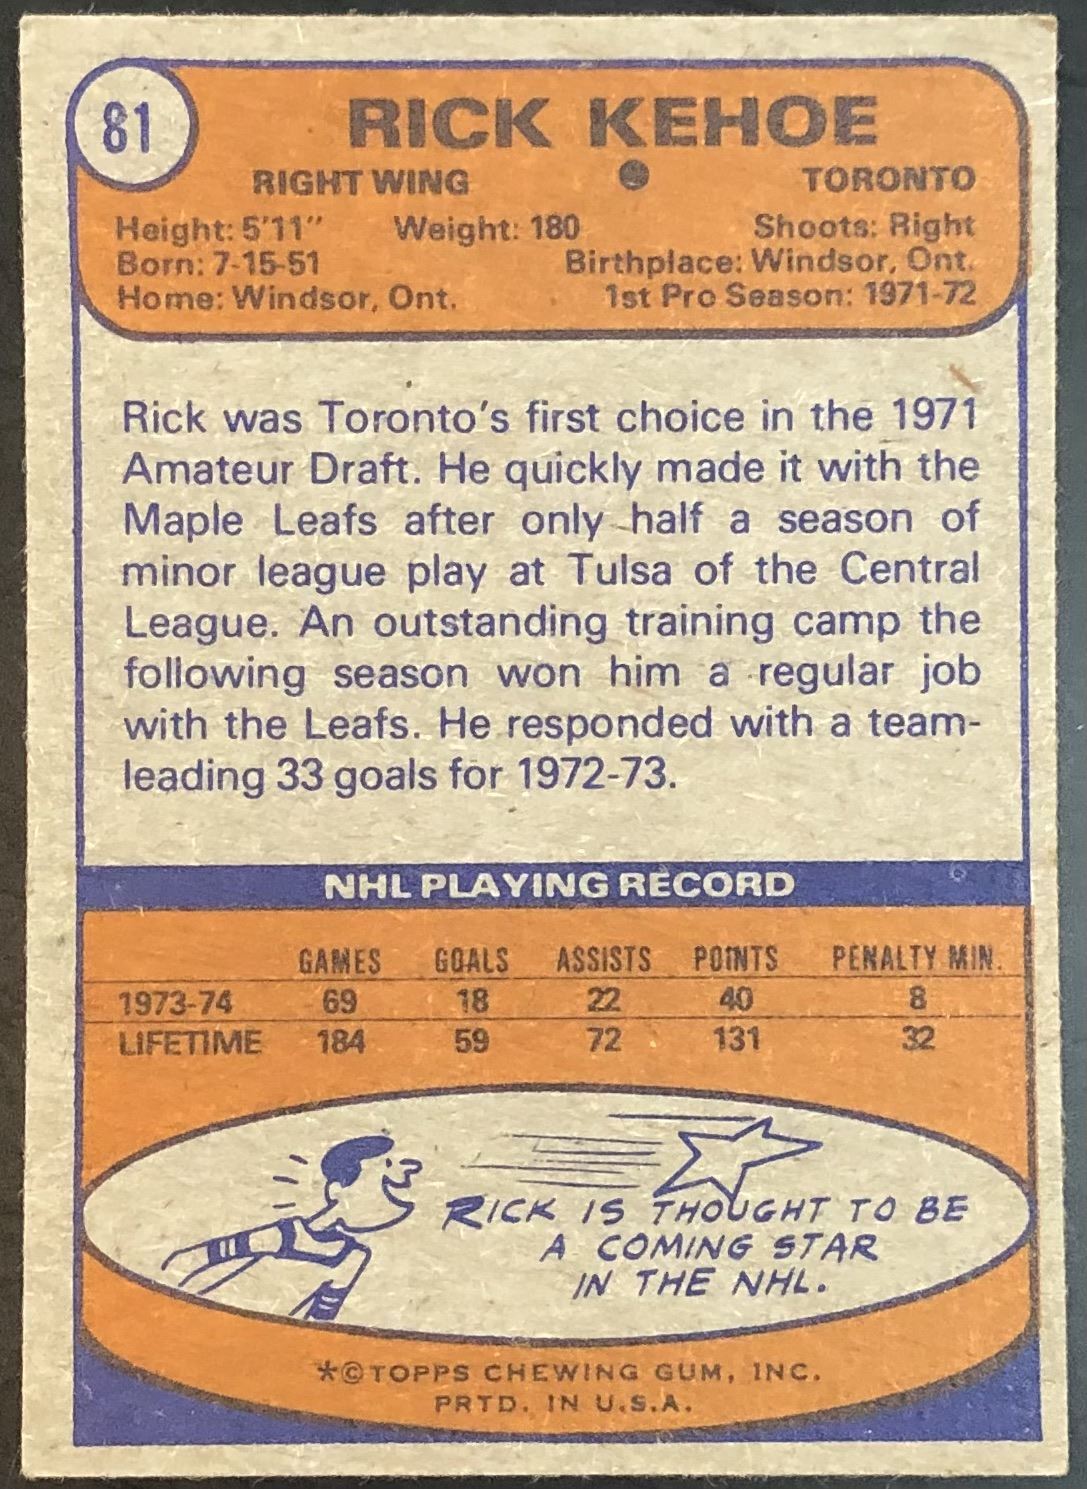 81
RICK KEHOE
RIGHT WING TORONTO
Height: 5'11" Weight: 180 Shoots: Right
Born: 7-15-51 Birthplace: Windsor, Ont.
Home: Windsor, Ont. 1st Pro Season: 1971-72
Rick was Toronto's first choice in the 1971
Amateur Draft. He quickly made it with the
Maple Leafs after only half a season of
minor league play at Tulsa of the Central
League. An outstanding training camp the
following season won him a regular job
with the Leafs. He responded with a team-
leading 33 goals for 1972-73.
NHL PLAYING RECORD
GAMES GOALS ASSISTS POINTS PENALTY MIN.
1973-74 69 18 22 40 8
LIFETIME 184 59 72 131 32
RICK IS THOUGHT TO BE
A COMING STAR
IN THE NHL.
*©TOPPS CHEWING GUM, INC.
PRTD. IN U.S.A.